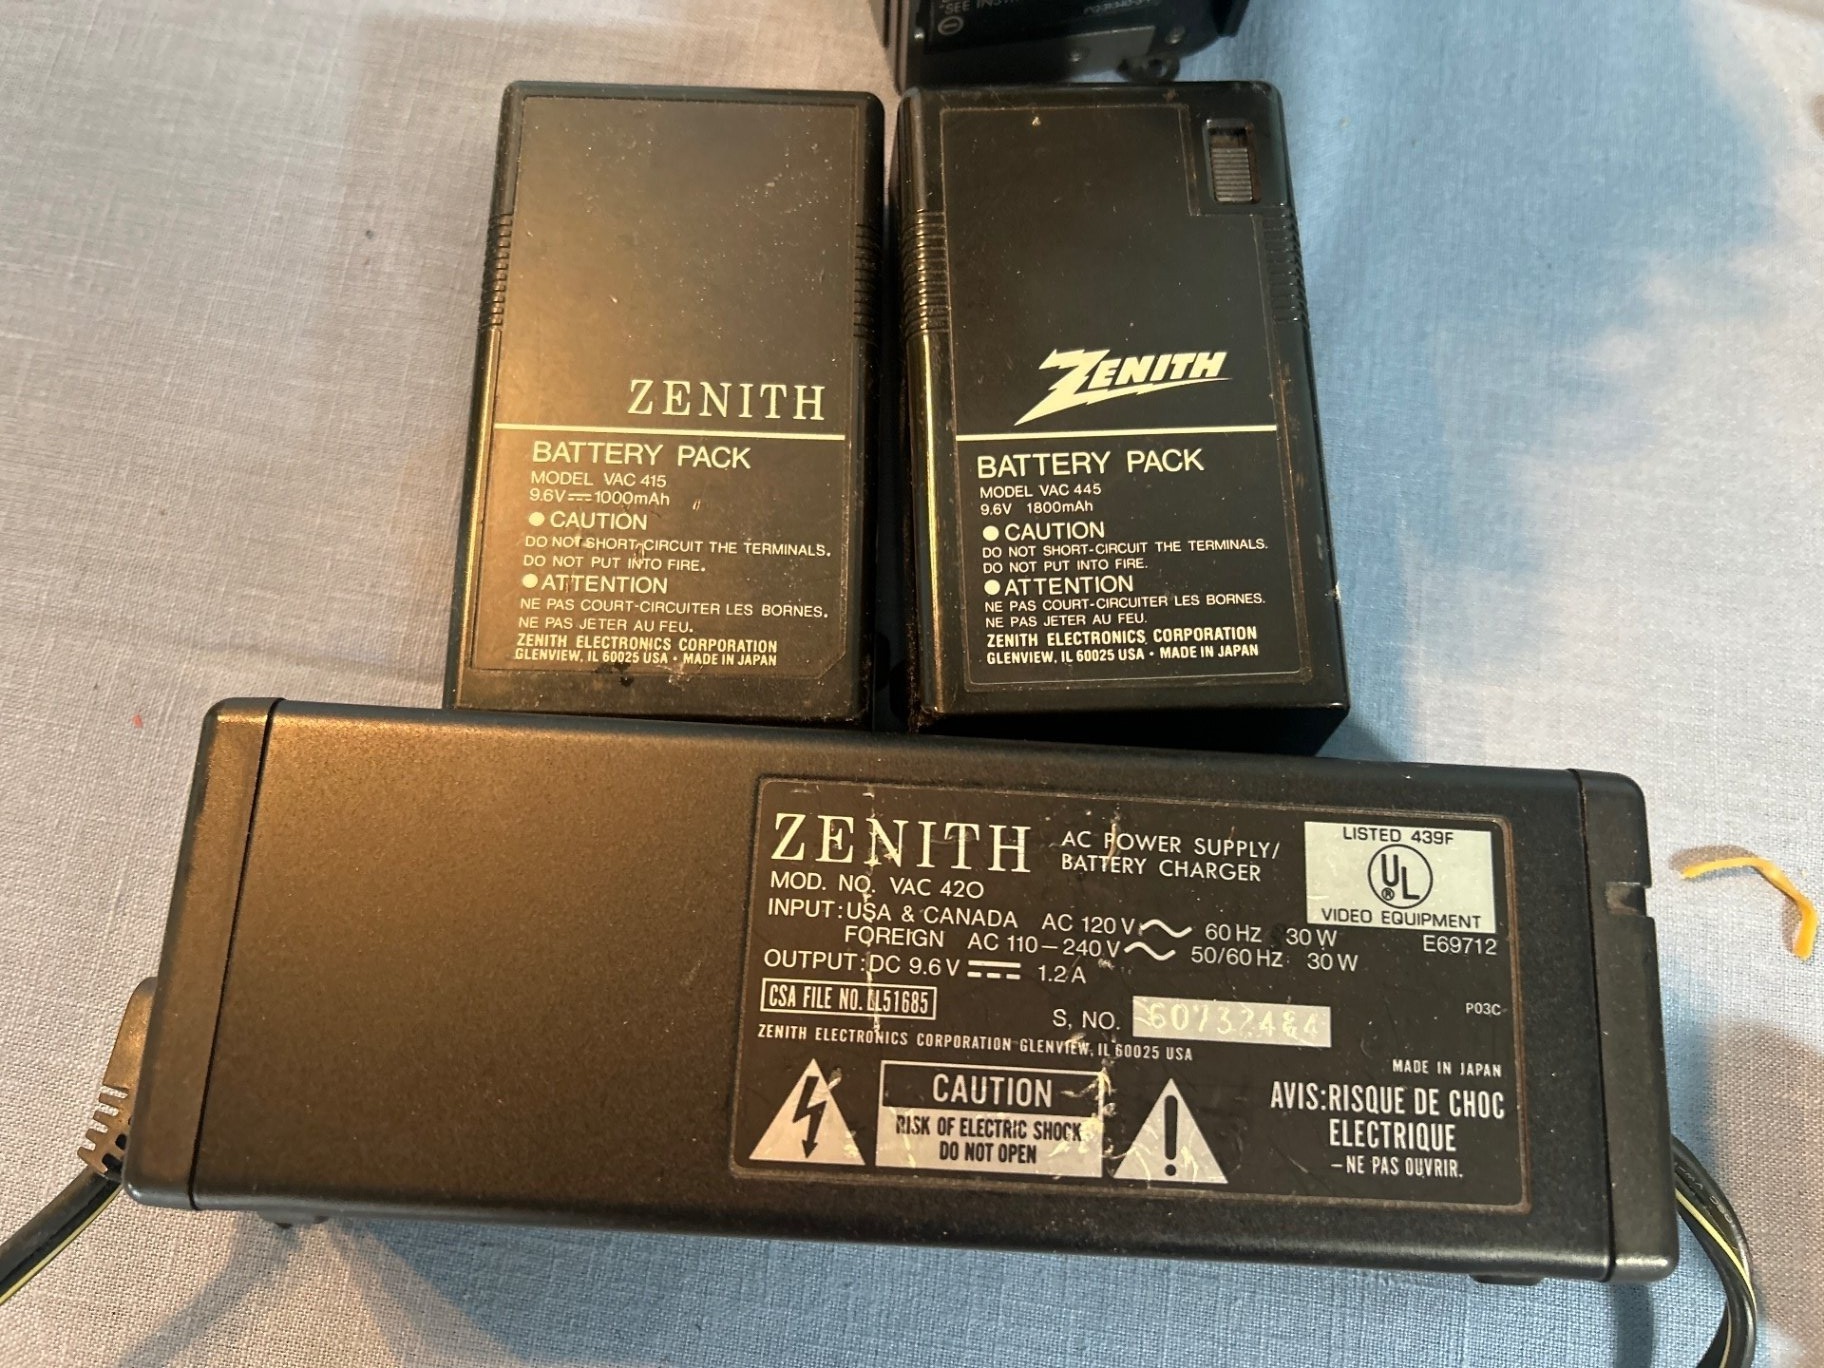 "SEE INST
ZENITH
BATTERY PACK
MODEL VAC 415
9.6V 1000mAh
● CAUTION
DO NOT SHORT-CIRCUIT THE TERMINALS.
DO NOT PUT INTO FIRE.
● ATTENTION
NE PAS COURT-CIRCUITER LES BORNES.
NE PAS JETER AU FEU.
ZENITH ELECTRONICS CORPORATION
GLENVIEW, IL 60025 USA • MADE IN JAPAN
ZENITH
BATTERY PACK
MODEL VAC 445
9.6V 1800mAh
● CAUTION
DO NOT SHORT-CIRCUIT THE TERMINALS.
DO NOT PUT INTO FIRE.
● ATTENTION
NE PAS COURT-CIRCUITER LES BORNES.
NE PAS JETER AU FEU.
ZENITH ELECTRONICS CORPORATION
GLENVIEW, IL 60025 USA • MADE IN JAPAN
ZENITH AC POWER SUPPLY/
BATTERY CHARGER
LISTED 439F
UL ®
VIDEO EQUIPMENT
E69712
MOD. NO. VAC 420
INPUT: USA & CANADA AC 120 V 60 HZ 30 W
FOREIGN AC 110 – 240 V 50/60 HZ 30 W
OUTPUT: DC 9.6 V 1.2 A
CSA FILE NO. LL51685
S. NO. 60732484
P03C
ZENITH ELECTRONICS CORPORATION GLENVIEW, IL 60025 USA
MADE IN JAPAN
CAUTION
RISK OF ELECTRIC SHOCK
DO NOT OPEN
AVIS: RISQUE DE CHOC
ELECTRIQUE
– NE PAS OUVRIR.